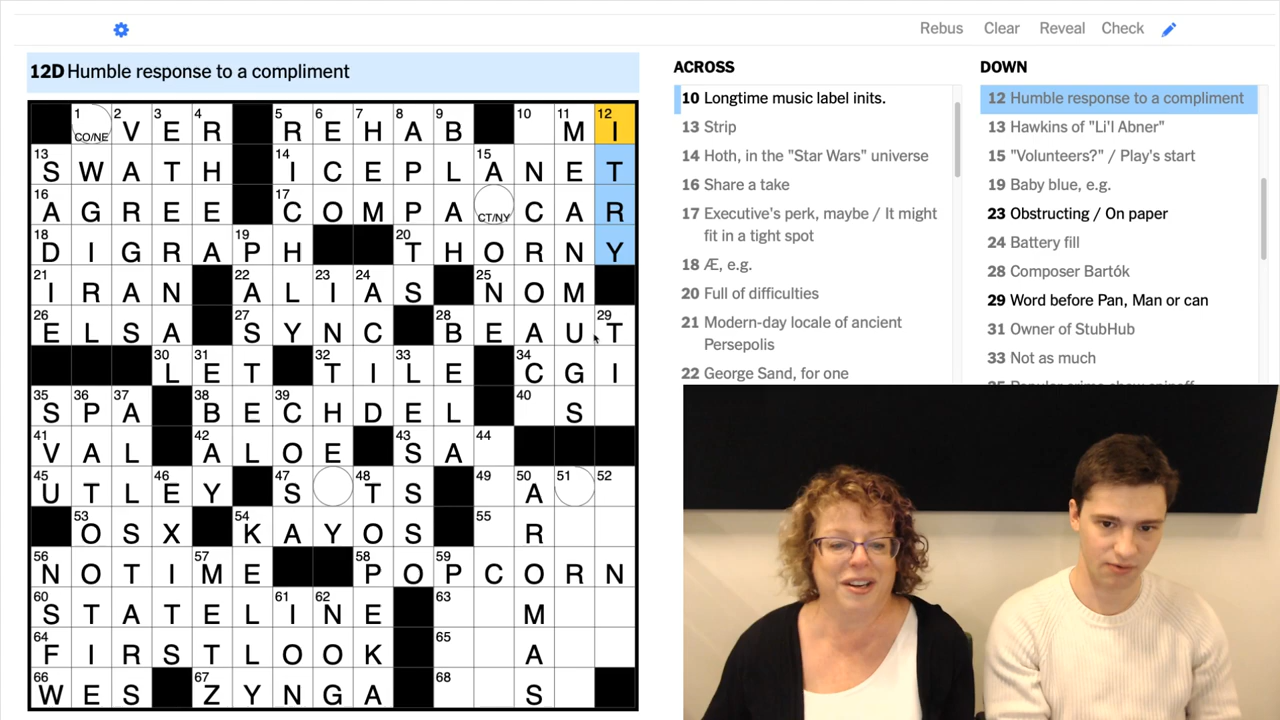 Rebus Clear Reveal Check
12D Humble response to a compliment
1 CO/NE 2 V 3 E 4 R 5 R 6 E 7 H 8 A 9 B 10 11 M 12 I
13 S W A T H 14 I C E P L 15 A N E T
16 A G R E E 17 C O M P A CT/NY C A R
18 D I G R A 19 P H 20 T H O R N Y
21 I R A N 22 A L 23 I 24 A S 25 N O M
26 E L S A 27 S Y N C 28 B E A U 29 T
30 L 31 E T 32 T I 33 L E 34 C G I
35 S 36 P 37 A 38 B E 39 C H D E L 40 S
41 V A L 42 A L O E 43 S A 44
45 U T L 46 E Y 47 S 48 T S 49 50 A 51 52
53 O S X 54 K A Y O S 55 R
56 N O T I 57 M E 58 P O 59 P C O R N
60 S T A T E L 61 I 62 N E 63 M
64 F I R S T L O O K 65 A
66 W E S 67 Z Y N G A 68 S
ACROSS
10 Longtime music label inits.
13 Strip
14 Hoth, in the "Star Wars" universe
16 Share a take
17 Executive's perk, maybe / It might
fit in a tight spot
18 Æ, e.g.
20 Full of difficulties
21 Modern-day locale of ancient
Persepolis
22 George Sand, for one
DOWN
12 Humble response to a compliment
13 Hawkins of "Li'l Abner"
15 "Volunteers?" / Play's start
19 Baby blue, e.g.
23 Obstructing / On paper
24 Battery fill
28 Composer Bartók
29 Word before Pan, Man or can
31 Owner of StubHub
33 Not as much